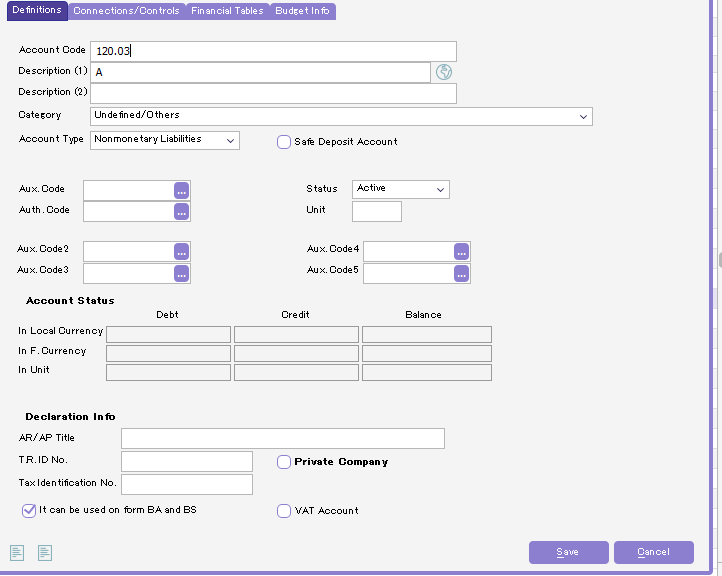 Definitions Connections/Controls Financial Tables Budget Info
Account Code 120.03
Description (1) A
Description (2)
Category Undefined/Others
Account Type Nonmonetary Liabilities Safe Deposit Account
Aux.Code ... Status Active
Auth.Code ... Unit
Aux.Code2 ... Aux.Code4 ...
Aux.Code3 ... Aux.Code5 ...
Account Status
Debt Credit Balance
In Local Currency
In F.Currency
In Unit
Declaration Info
AR/AP Title
T.R.ID No. Private Company
Tax Identification No.
It can be used on form BA and BS VAT Account
Save Cancel